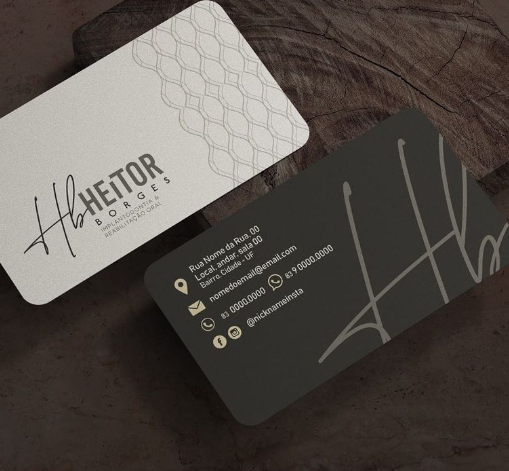 Hb HEITOR
BORGES
IMPLANTODONTIA &
REABILITAÇÃO ORAL
Rua Nome da Rua, 00
Local, andar, sala 00
Bairro, Cidade - UF
nomedoemail@email.com
83 0000.0000 83 9.0000.0000
@nicknameinsta
Hb